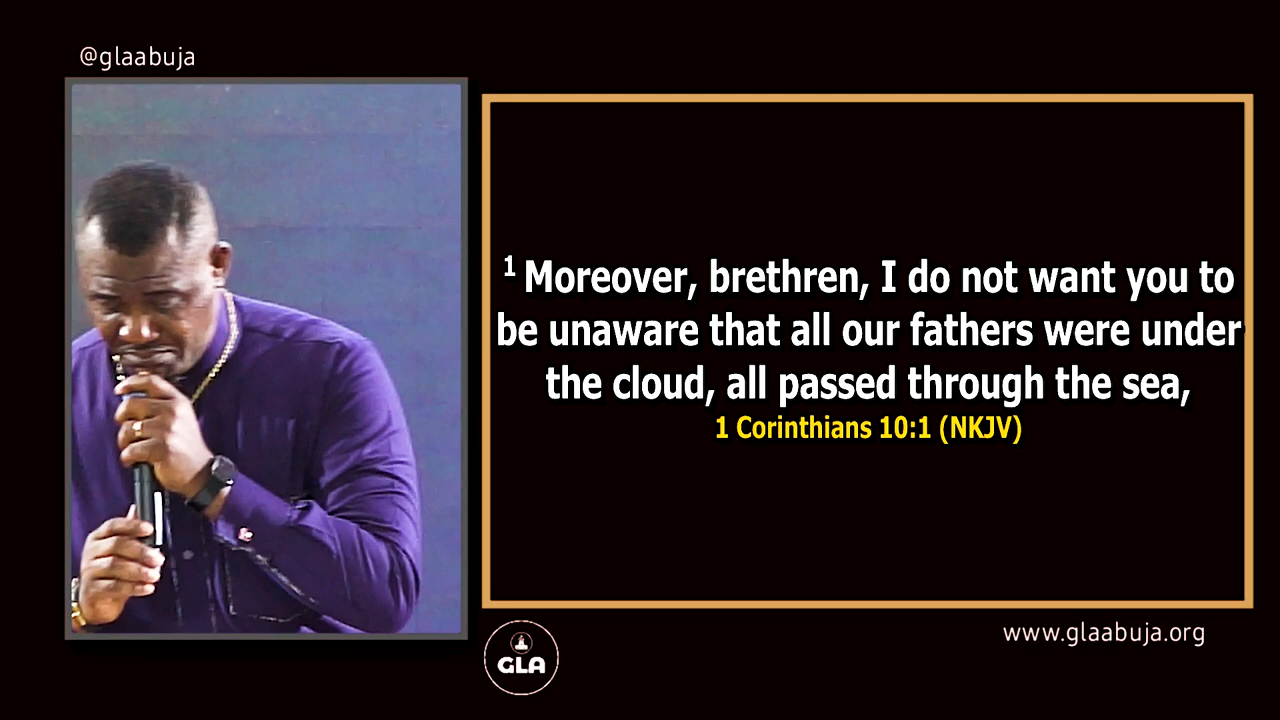 @glaabuja
1 Moreover, brethren, I do not want you to
be unaware that all our fathers were under
the cloud, all passed through the sea,
1 Corinthians 10:1 (NKJV)
www.glaabuja.org
GLA